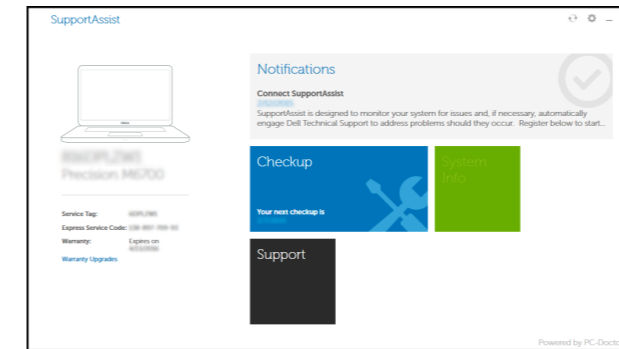 SupportAssist
Precision M6700
Service Tag:
Express Service Code:
Warranty: Expires on
Warranty Upgrades
Notifications
Connect SupportAssist
SupportAssist is designed to monitor your system for issues and, if necessary, automatically
engage Dell Technical Support to address problems should they occur. Register below to start...
Checkup
Your next checkup is
System
Info
Support
Powered by PC-Docto